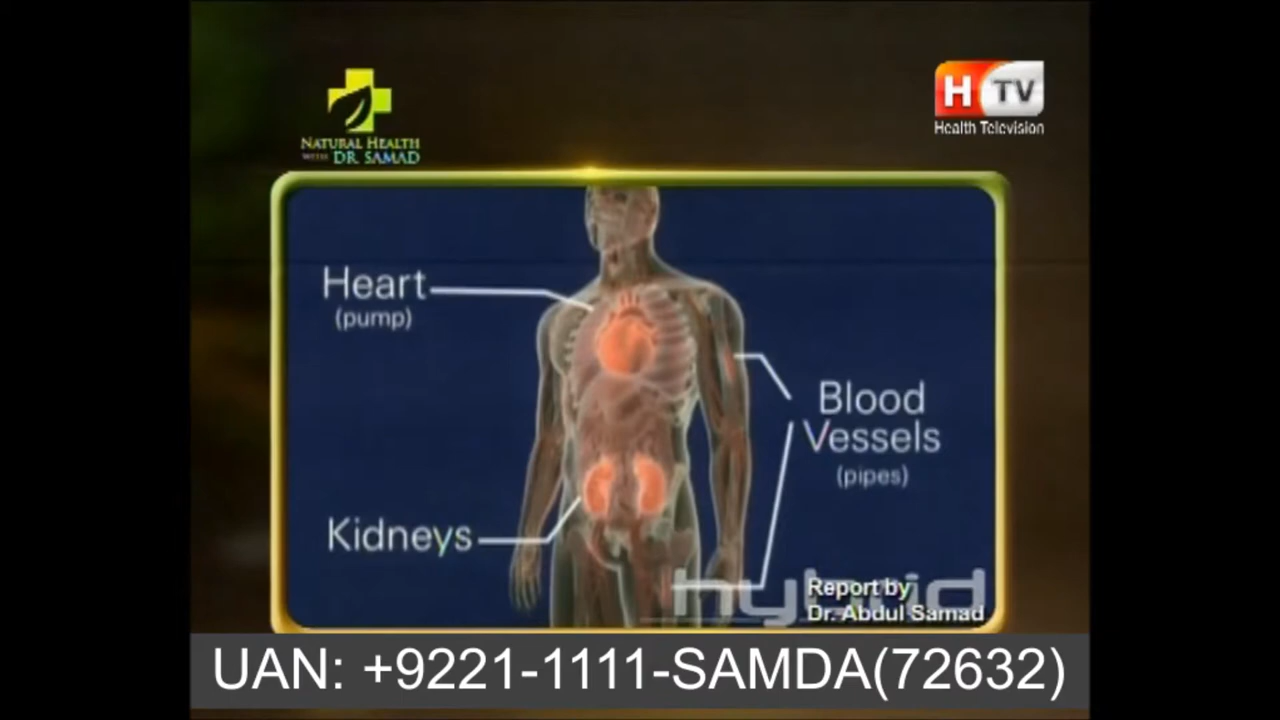 NATURAL HEALTH
WITH DR. SAMAD
H TV
Health Television
Heart
(pump)
Blood
Vessels
(pipes)
Kidneys
hybrid
Report by
Dr. Abdul Samad
UAN: +9221-1111-SAMDA(72632)